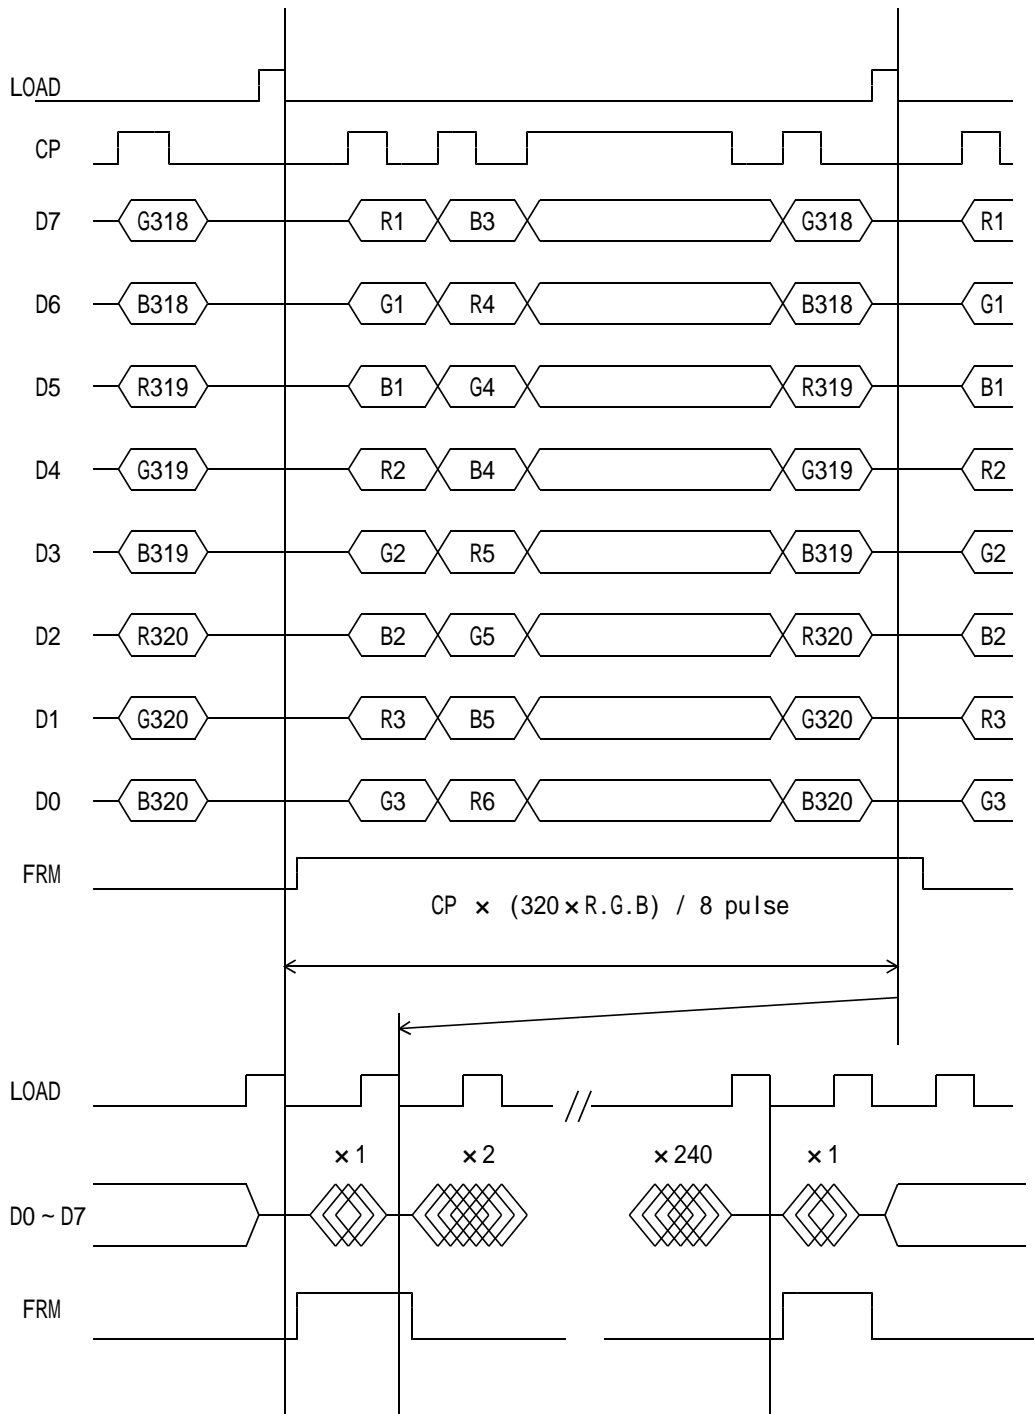 LOAD
CP
D7 G318 R1 B3 G318 R1
D6 B318 G1 R4 B318 G1
D5 R319 B1 G4 R319 B1
D4 G319 R2 B4 G319 R2
D3 B319 G2 R5 B319 G2
D2 R320 B2 G5 R320 B2
D1 G320 R3 B5 G320 R3
D0 B320 G3 R6 B320 G3
FRM
CP × (320×R.G.B) / 8 pulse
LOAD //
×1 ×2 ×240 ×1
D0 ~ D7
FRM